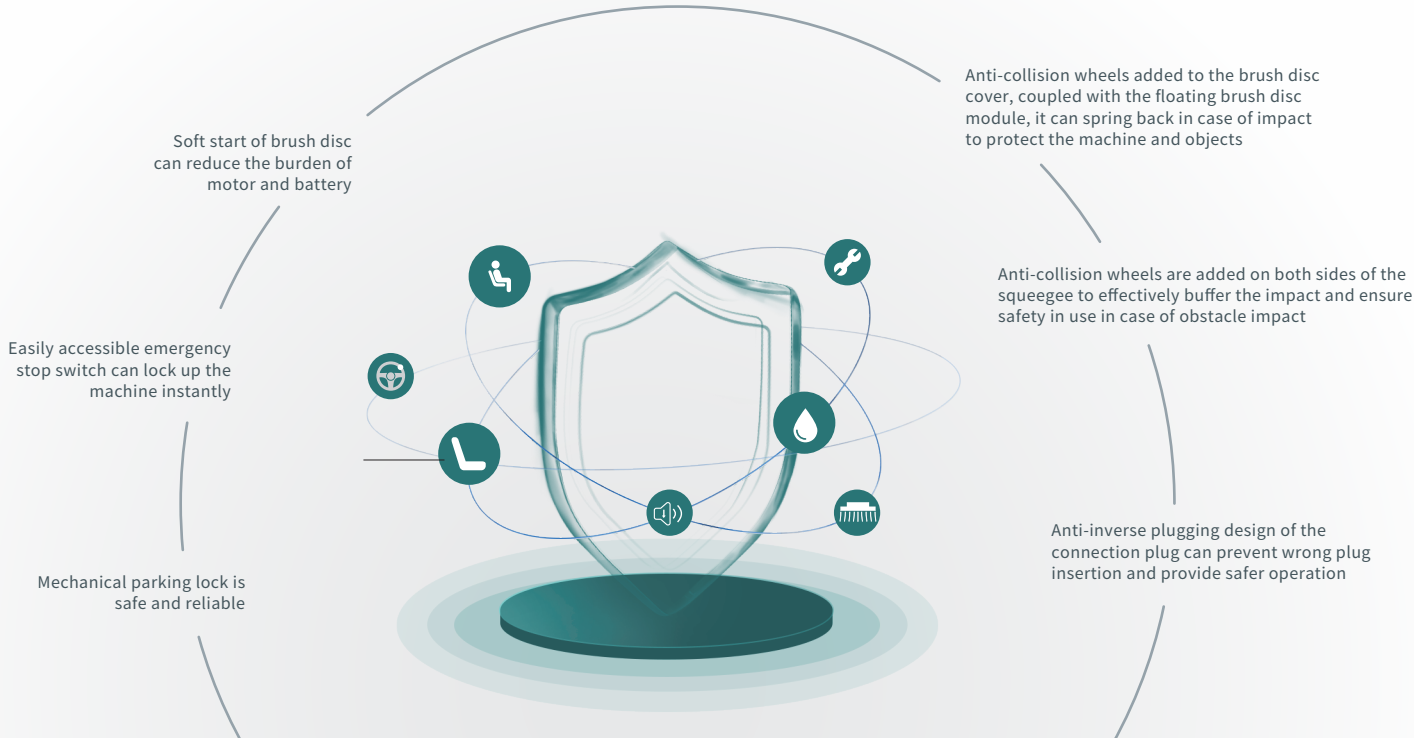 Soft start of brush disc
can reduce the burden of
motor and battery
Easily accessible emergency
stop switch can lock up the
machine instantly
Mechanical parking lock is
safe and reliable
Anti-collision wheels added to the brush disc
cover, coupled with the floating brush disc
module, it can spring back in case of impact
to protect the machine and objects
Anti-collision wheels are added on both sides of the
squeegee to effectively buffer the impact and ensure
safety in use in case of obstacle impact
Anti-inverse plugging design of the
connection plug can prevent wrong plug
insertion and provide safer operation